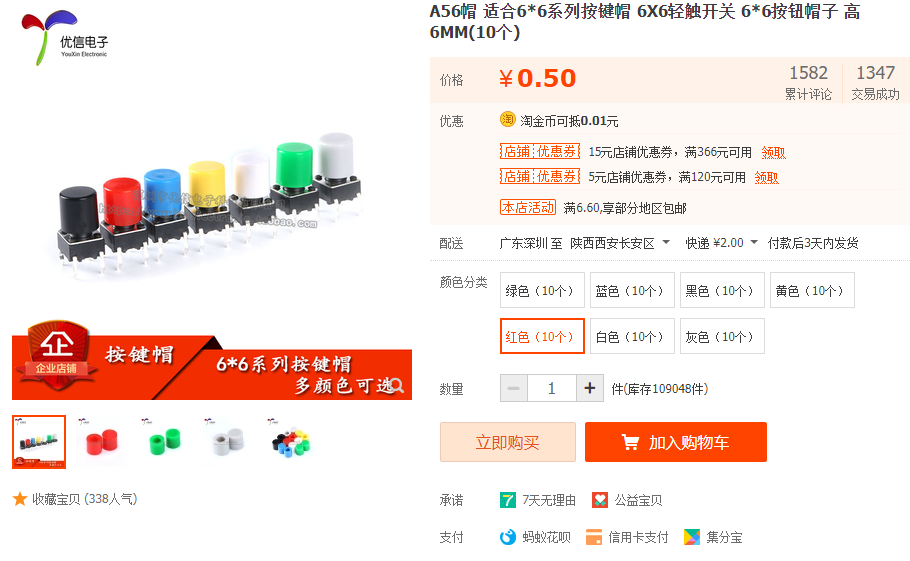 优信电子
YouXin Electronic
按键帽
企
企业店铺
6*6系列按键帽
多颜色可选
收藏宝贝 (338人气)
A56帽 适合6*6系列按键帽 6X6轻触开关 6*6按钮帽子 高
6MM(10个)
价格 ¥0.50 1582 1347
累计评论 交易成功
优惠 淘 淘金币可抵0.01元
店铺 优惠券 15元店铺优惠券，满366元可用 领取
店铺 优惠券 5元店铺优惠券，满120元可用 领取
本店活动 满6.60,享部分地区包邮
配送 广东深圳 至 陕西西安长安区 快递 ¥2.00 付款后3天内发货
颜色分类 绿色（10个） 蓝色（10个） 黑色（10个） 黄色（10个）
红色（10个） 白色（10个） 灰色（10个）
数量 − 1 + 件(库存109048件)
立即购买 加入购物车
承诺 7 7天无理由 公益宝贝
支付 蚂蚁花呗 信用卡支付 集分宝